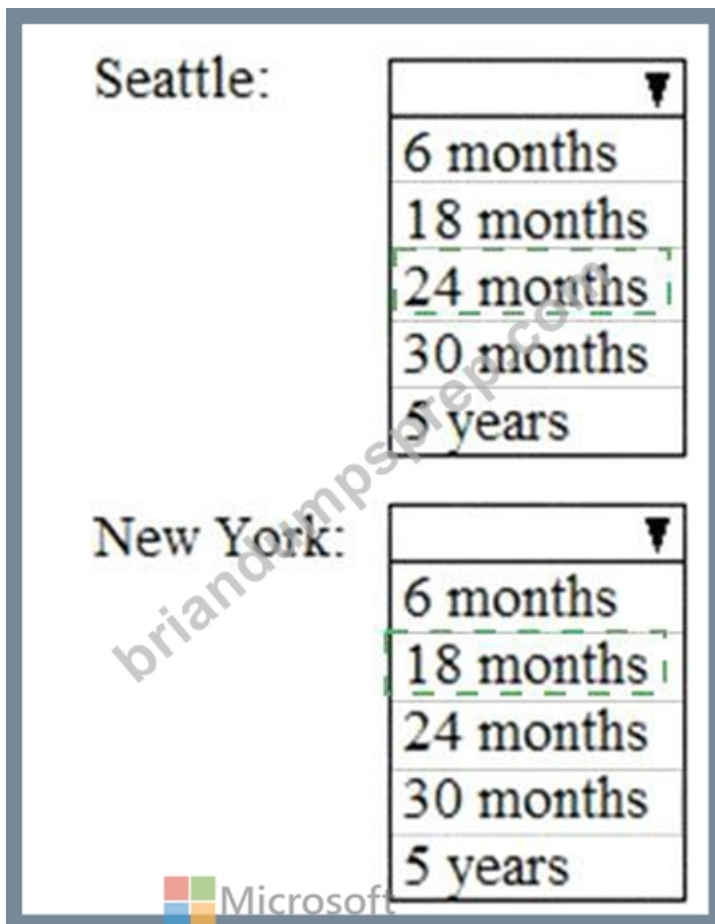 Seattle:
6 months
18 months
24 months
30 months
5 years
New York:
6 months
18 months
24 months
30 months
5 years
briandumpsprep.com
Microsoft